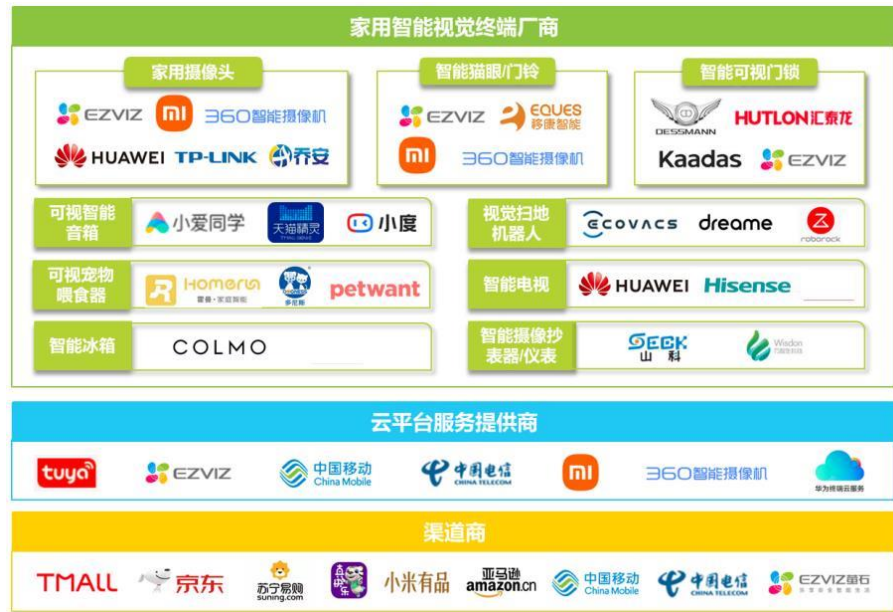 家用智能视觉终端厂商
家用摄像头
EZVIZ
mi
360智能摄像机
HUAWEI
TP-LINK
乔安
智能猫眼/门铃
EZVIZ
EQUES
移康智能
mi
360智能摄像机
智能可视门锁
DESSMANN
HUTLON汇泰龙
Kaadas
EZVIZ
可视智能
音箱
小爱同学
天猫精灵
TMALL GENIE
小度
视觉扫地
机器人
ECOVACS
dreame
roborock
可视宠物
喂食器
Homerun
霍曼·家庭智能
多尼斯
petwant
智能电视
HUAWEI
Hisense
智能冰箱
COLMO
智能摄像抄
表器/仪表
SECK
山科
Wisdon
云平台服务提供商
tuya
EZVIZ
中国移动
China Mobile
中国电信
CHINA TELECOM
mi
360智能摄像机
华为终端云服务
渠道商
TMALL
京东
苏宁易购
suning.com
真快乐
小米有品
亚马逊
amazon.cn
中国移动
China Mobile
中国电信
CHINA TELECOM
EZVIZ萤石